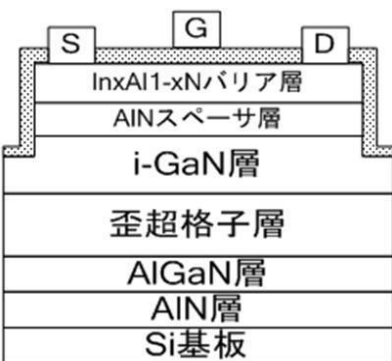 S G D
InxAl1-xNバリア層
AlNスペーサ層
i-GaN層
歪超格子層
AlGaN層
AlN層
Si基板